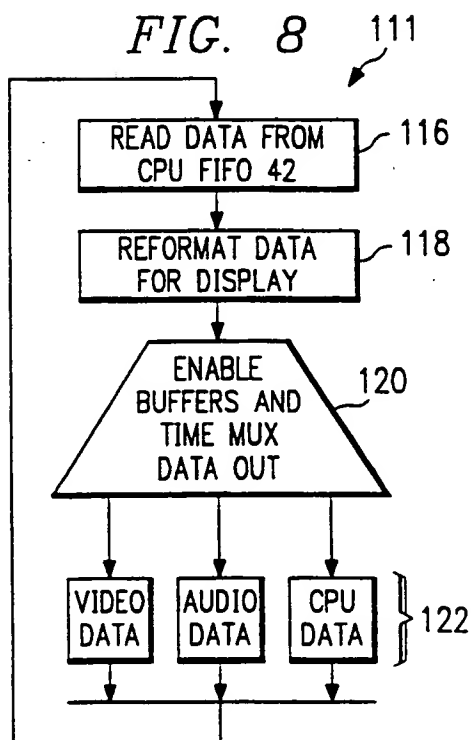 FIG. 8
111
READ DATA FROM
CPU FIFO 42
116
REFORMAT DATA
FOR DISPLAY
118
ENABLE
BUFFERS AND
TIME MUX
DATA OUT
120
VIDEO
DATA
AUDIO
DATA
CPU
DATA
122